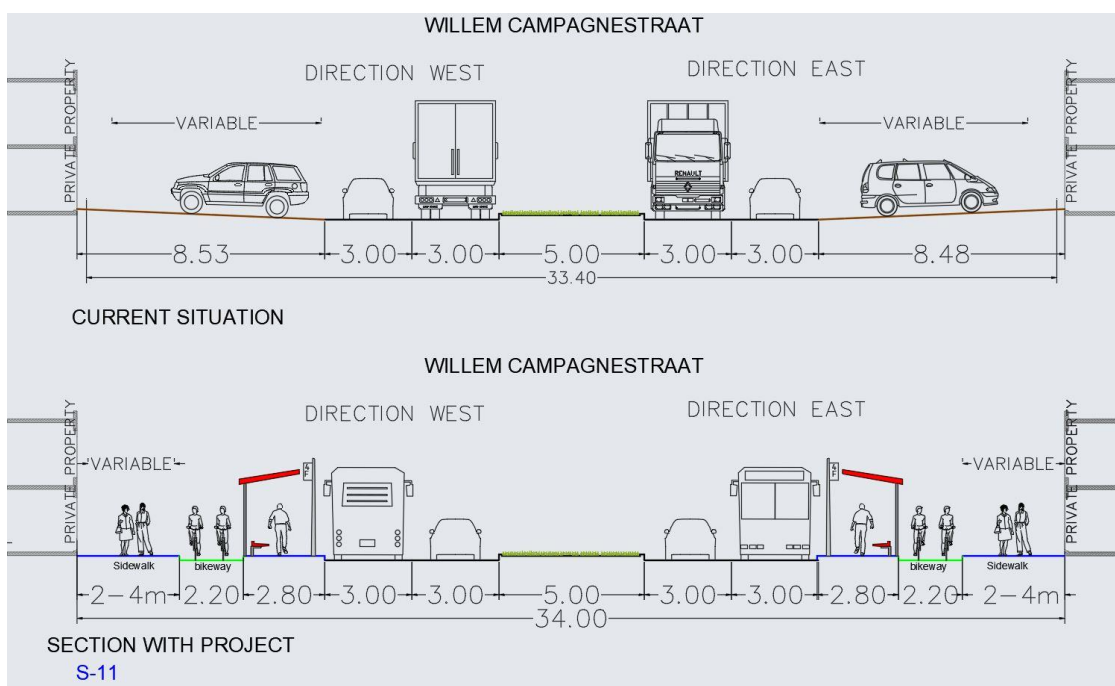 WILLEM CAMPAGNESTRAAT
DIRECTION WEST DIRECTION EAST
PRIVATE PROPERTY VARIABLE VARIABLE PRIVATE PROPERTY
RENAULT
8.53 3.00 3.00 5.00 3.00 3.00 8.48
33.40
CURRENT SITUATION
WILLEM CAMPAGNESTRAAT
DIRECTION WEST DIRECTION EAST
PRIVATE PROPERTY VARIABLE VARIABLE PRIVATE PROPERTY
Sidewalk bikeway bikeway Sidewalk
2-4m 2.20 2.80 3.00 3.00 5.00 3.00 3.00 2.80 2.20 2-4m
34.00
SECTION WITH PROJECT
S-11